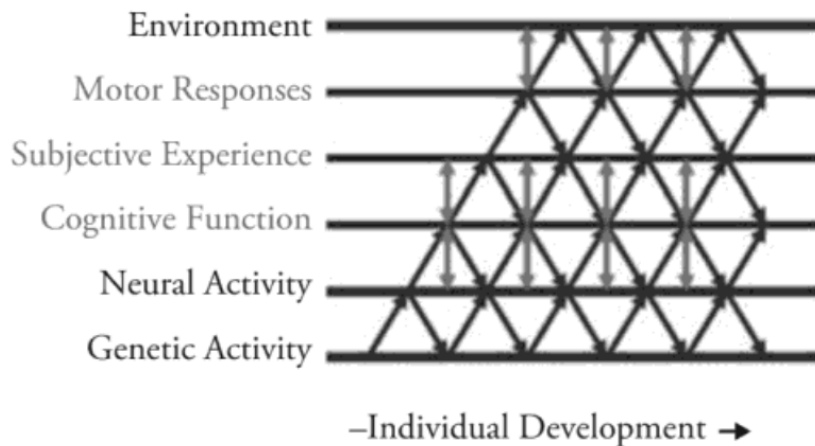 Environment
Motor Responses
Subjective Experience
Cognitive Function
Neural Activity
Genetic Activity
–Individual Development